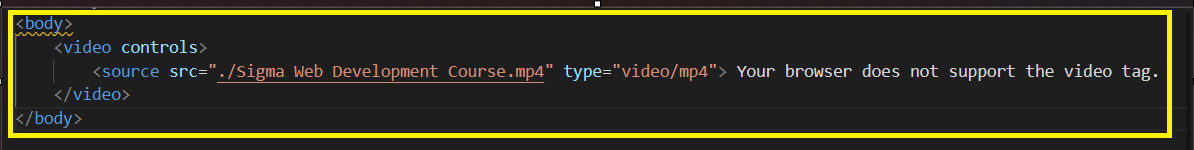 <body>
    <video controls>
        <source src="./Sigma Web Development Course.mp4" type="video/mp4"> Your browser does not support the video tag.
    </video>
</body>